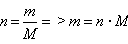 n = m/M = > m = n · M